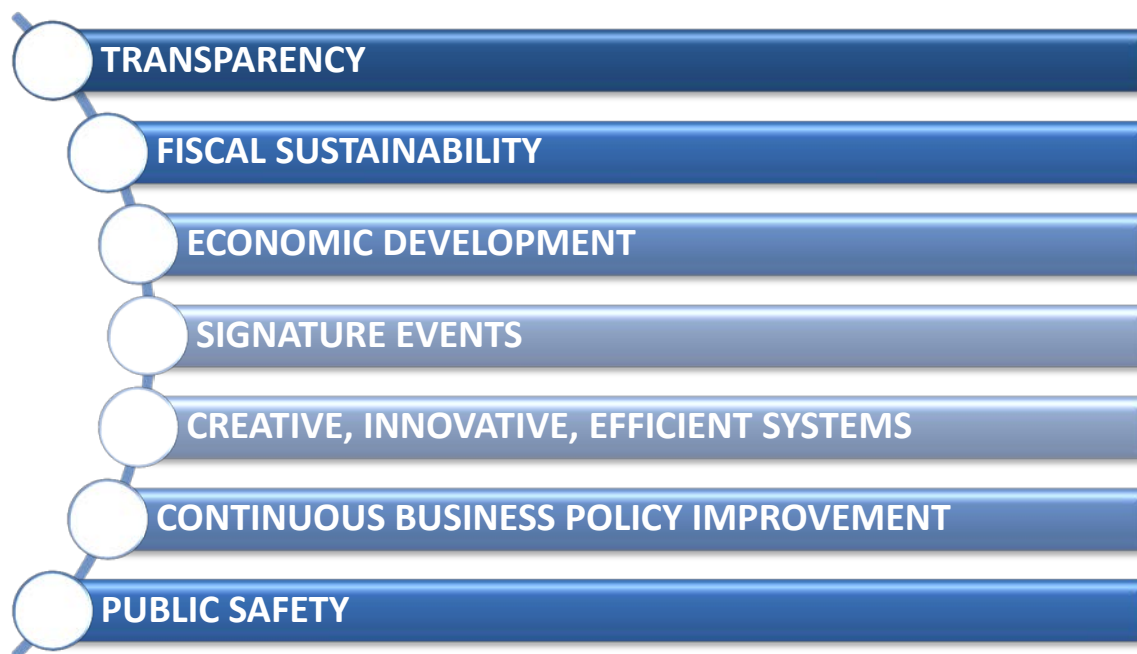 TRANSPARENCY
FISCAL SUSTAINABILITY
ECONOMIC DEVELOPMENT
SIGNATURE EVENTS
CREATIVE, INNOVATIVE, EFFICIENT SYSTEMS
CONTINUOUS BUSINESS POLICY IMPROVEMENT
PUBLIC SAFETY